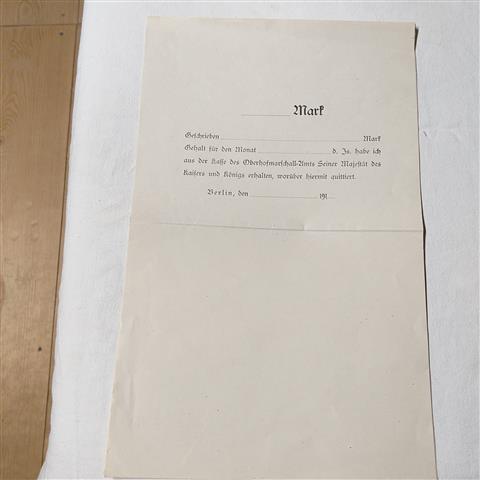 Mark
Geschrieben Mark
Gehalt für den Monat d. Js. habe ich
aus der Kasse des Oberhofmarschall-Amts Seiner Majestät des
Kaisers und Königs erhalten, worüber hiermit quittiert.
Berlin, den 191